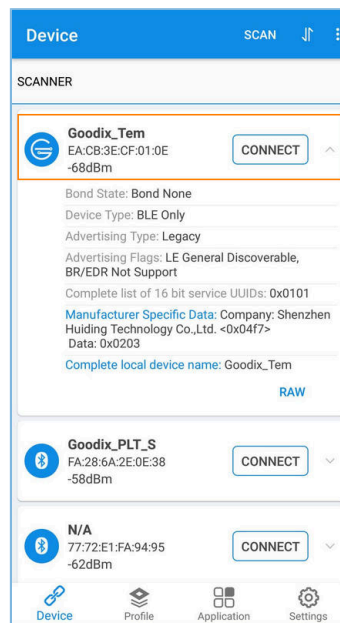 Device SCAN
SCANNER
Goodix_Tem
EA:CB:3E:CF:01:0E
-68dBm
CONNECT
Bond State: Bond None
Device Type: BLE Only
Advertising Type: Legacy
Advertising Flags: LE General Discoverable,
BR/EDR Not Support
Complete list of 16 bit service UUIDs: 0x0101
Manufacturer Specific Data: Company: Shenzhen
Huiding Technology Co.,Ltd. <0x04f7>
Data: 0x0203
Complete local device name: Goodix_Tem
RAW
Goodix_PLT_S
FA:28:6A:2E:0E:38
-58dBm
CONNECT
N/A
77:72:E1:FA:94:95
-62dBm
CONNECT
Device Profile Application Settings